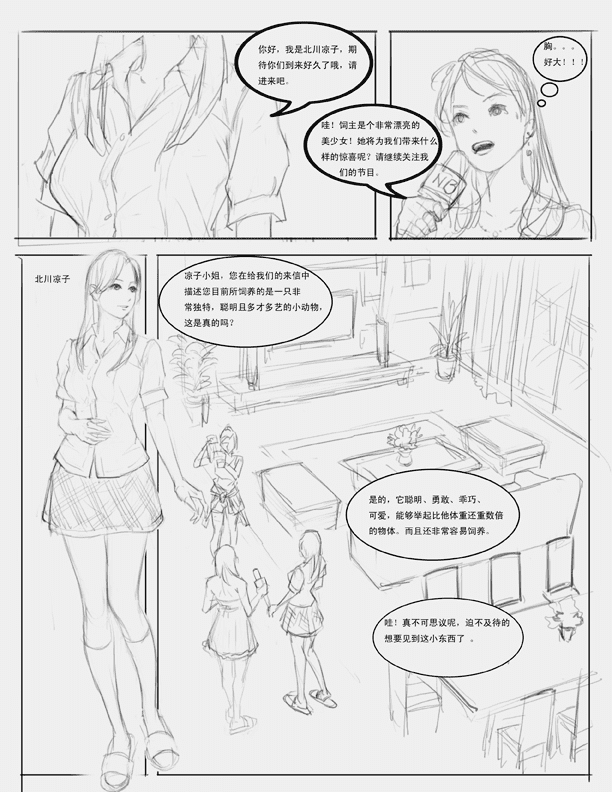 你好，我是北川凉子，期
待你们到来好久了哦，请
进来吧。
胸。。。
好大！！！
哇！饲主是个非常漂亮的
美少女！她将为我们带来什么
样的惊喜呢？请继续关注我
们的节目。
NG
北川凉子
凉子小姐，您在给我们的来信中
描述您目前所饲养的是一只非
常独特，聪明且多才多艺的小动物，
这是真的吗？
是的，它聪明、勇敢、乖巧、
可爱，能够举起比他体重还重数倍
的物体。而且还非常容易饲养。
哇！真不可思议呢，迫不及待的
想要见到这小东西了 。